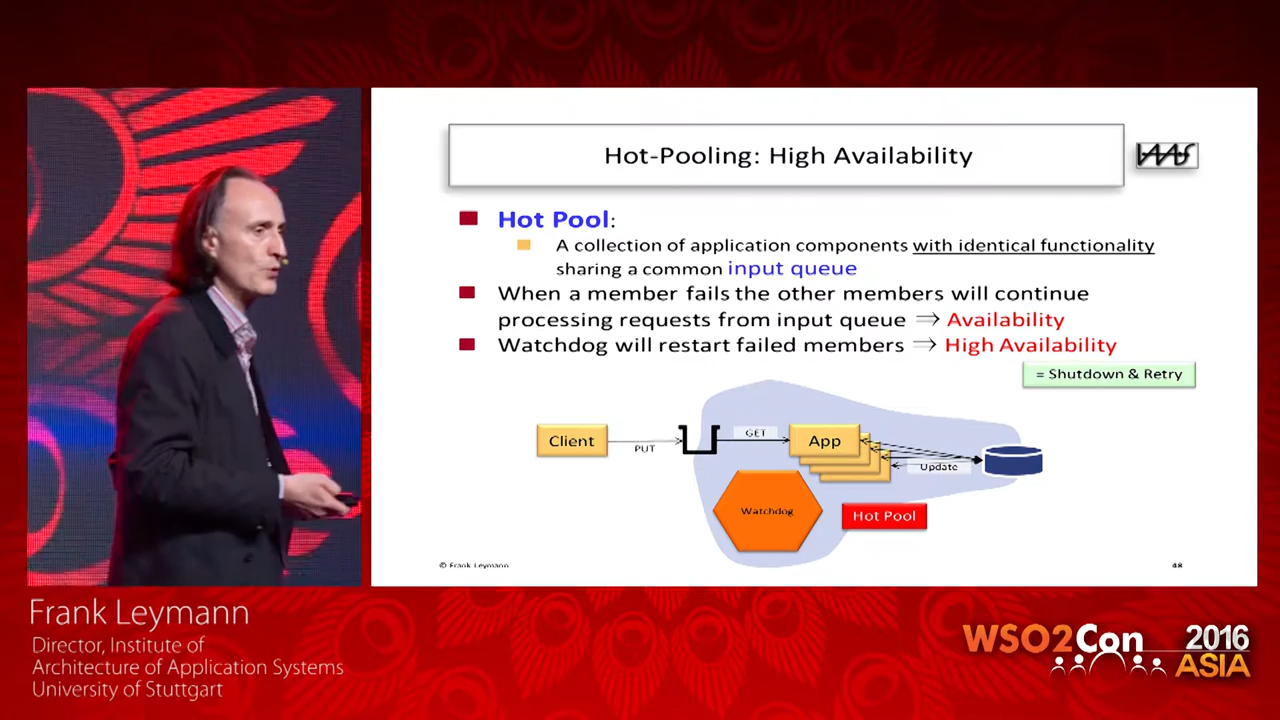 Hot-Pooling: High Availability
IAAS
Hot Pool:
A collection of application components with identical functionality
sharing a common input queue
When a member fails the other members will continue
processing requests from input queue ⇒ Availability
Watchdog will restart failed members ⇒ High Availability
= Shutdown & Retry
Client
PUT
GET
App
Update
Watchdog
Hot Pool
© Frank Leymann
48
Frank Leymann
Director, Institute of
Architecture of Application Systems
University of Stuttgart
WSO2Con 2016
ASIA